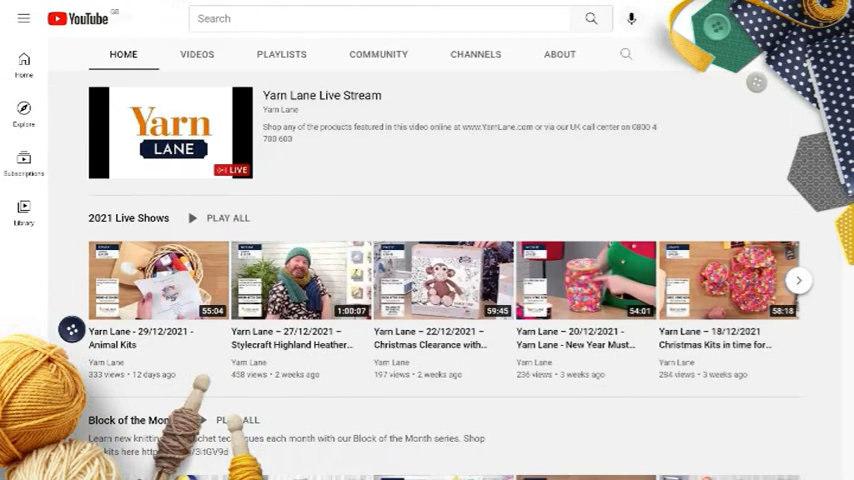 YouTube GB
Search
Home
Explore
Subscriptions
Library
HOME VIDEOS PLAYLISTS COMMUNITY CHANNELS ABOUT
Yarn
LANE
LIVE
Yarn Lane Live Stream
Yarn Lane
Shop any of the products featured in this video online at www.YarnLane.com or via our UK call center on 0800 4
780 660
2021 Live Shows PLAY ALL
55:04
1:00:07
59:45
54:01
58:18
Yarn Lane - 29/12/2021 -
Animal Kits
Yarn Lane
333 views • 12 days ago
Yarn Lane – 27/12/2021 –
Stylecraft Highland Heather...
Yarn Lane
458 views • 2 weeks ago
Yarn Lane – 22/12/2021 –
Christmas Clearance with...
Yarn Lane
197 views • 2 weeks ago
Yarn Lane – 20/12/2021 -
Yarn Lane - New Year Must...
Yarn Lane
236 views • 3 weeks ago
Yarn Lane – 18/12/2021
Christmas Kits in time for...
Yarn Lane
284 views • 3 weeks ago
Block of the PLAY ALL
Learn new knitting each month with our Block of the Month series. Shop
kits here